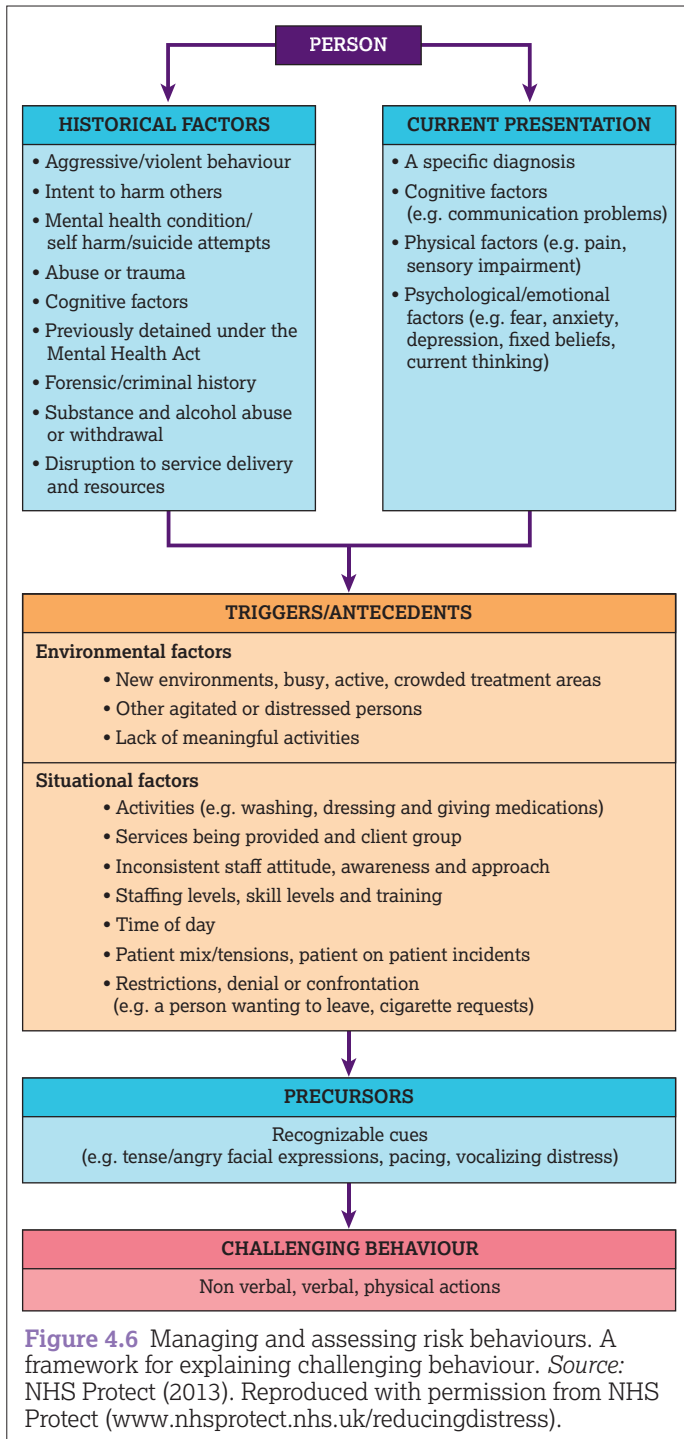 PERSON
HISTORICAL FACTORS
• Aggressive/violent behaviour
• Intent to harm others
• Mental health condition/
self harm/suicide attempts
• Abuse or trauma
• Cognitive factors
• Previously detained under the
Mental Health Act
• Forensic/criminal history
• Substance and alcohol abuse
or withdrawal
• Disruption to service delivery
and resources
CURRENT PRESENTATION
• A specific diagnosis
• Cognitive factors
(e.g. communication problems)
• Physical factors (e.g. pain,
sensory impairment)
• Psychological/emotional
factors (e.g. fear, anxiety,
depression, fixed beliefs,
current thinking)
TRIGGERS/ANTECEDENTS
Environmental factors
• New environments, busy, active, crowded treatment areas
• Other agitated or distressed persons
• Lack of meaningful activities
Situational factors
• Activities (e.g. washing, dressing and giving medications)
• Services being provided and client group
• Inconsistent staff attitude, awareness and approach
• Staffing levels, skill levels and training
• Time of day
• Patient mix/tensions, patient on patient incidents
• Restrictions, denial or confrontation
(e.g. a person wanting to leave, cigarette requests)
PRECURSORS
Recognizable cues
(e.g. tense/angry facial expressions, pacing, vocalizing distress)
CHALLENGING BEHAVIOUR
Non verbal, verbal, physical actions
Figure 4.6 Managing and assessing risk behaviours. A
framework for explaining challenging behaviour. Source:
NHS Protect (2013). Reproduced with permission from NHS
Protect (www.nhsprotect.nhs.uk/reducingdistress).